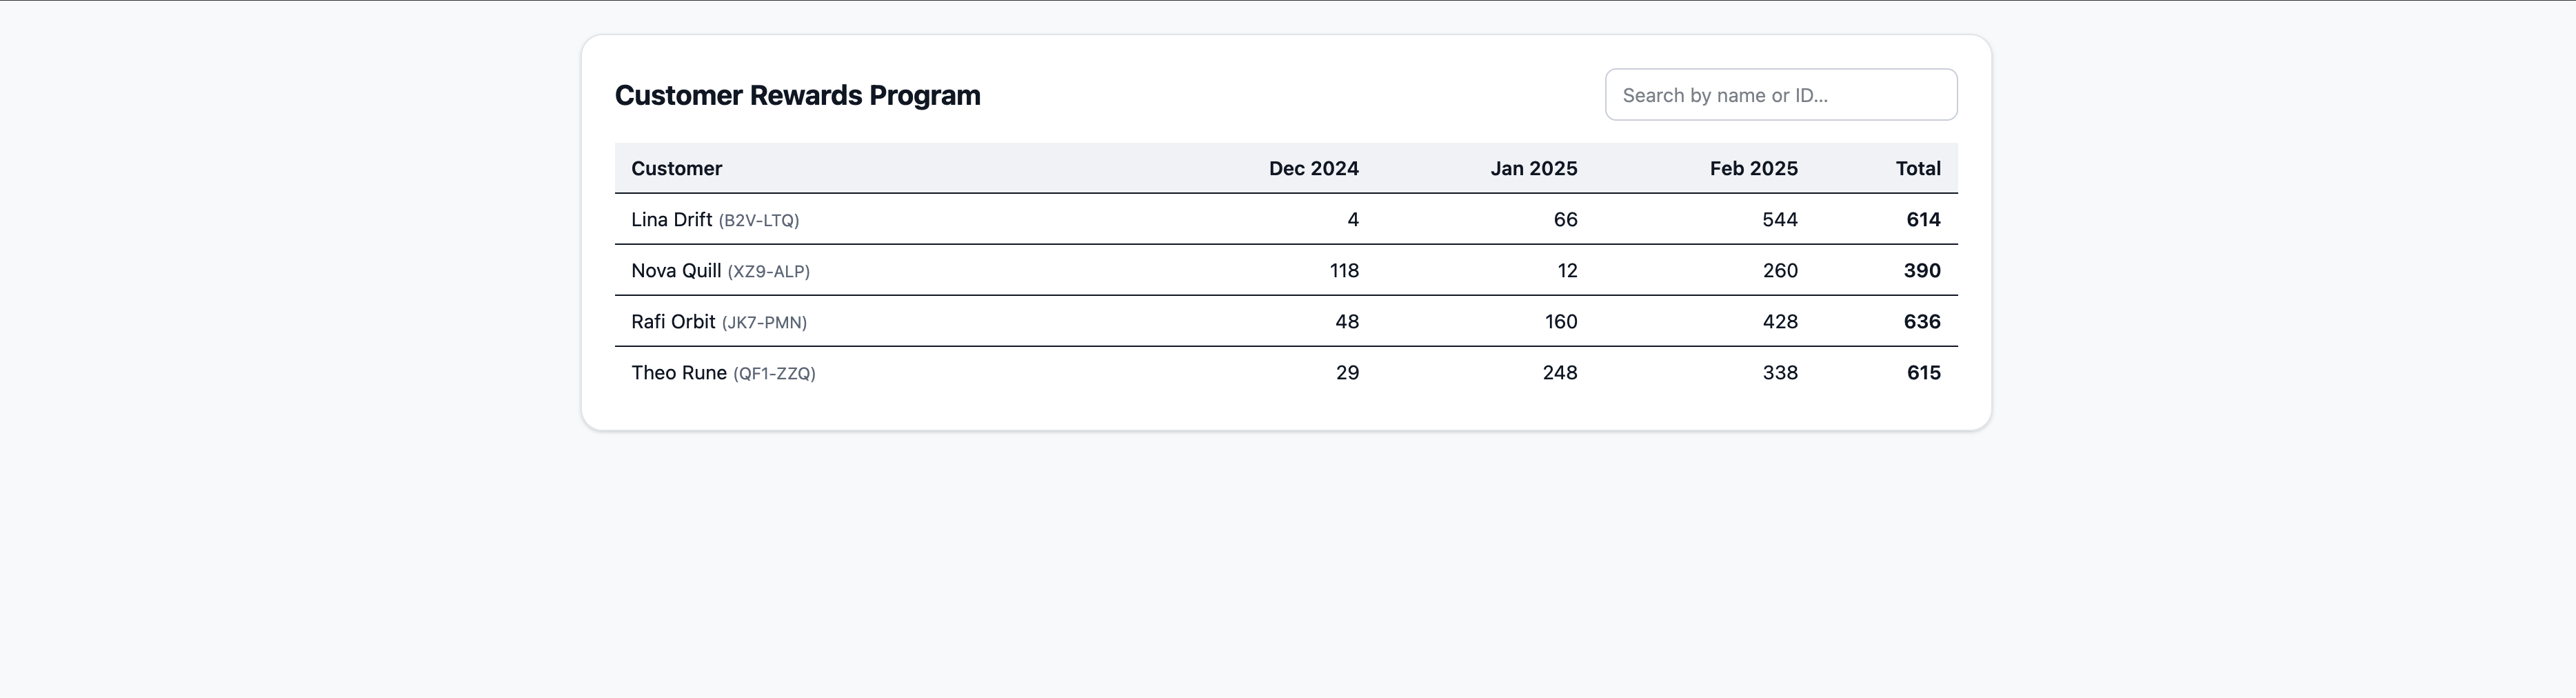 Customer Rewards Program
Search by name or ID...
Customer Dec 2024 Jan 2025 Feb 2025 Total
Lina Drift (B2V-LTQ) 4 66 544 614
Nova Quill (XZ9-ALP) 118 12 260 390
Rafi Orbit (JK7-PMN) 48 160 428 636
Theo Rune (QF1-ZZQ) 29 248 338 615